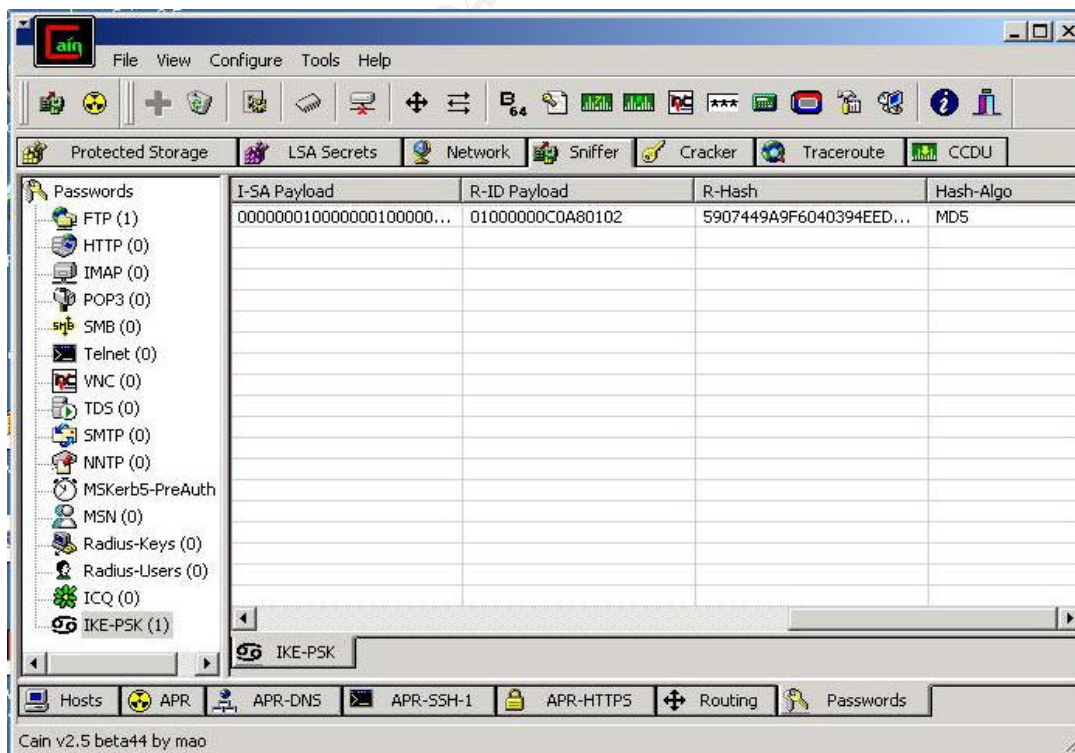 Cain
File View Configure Tools Help
B64
Protected Storage LSA Secrets Network Sniffer Cracker Traceroute CCDU
Passwords
FTP (1)
HTTP (0)
IMAP (0)
POP3 (0)
SMB (0)
Telnet (0)
VNC (0)
TDS (0)
SMTP (0)
NNTP (0)
MSKerb5-PreAuth
MSN (0)
Radius-Keys (0)
Radius-Users (0)
ICQ (0)
IKE-PSK (1)
I-SA Payload R-ID Payload R-Hash Hash-Algo
000000010000000100000... 01000000C0A80102 5907449A9F6040394EED... MD5
IKE-PSK
Hosts APR APR-DNS APR-SSH-1 APR-HTTPS Routing Passwords
Cain v2.5 beta44 by mao